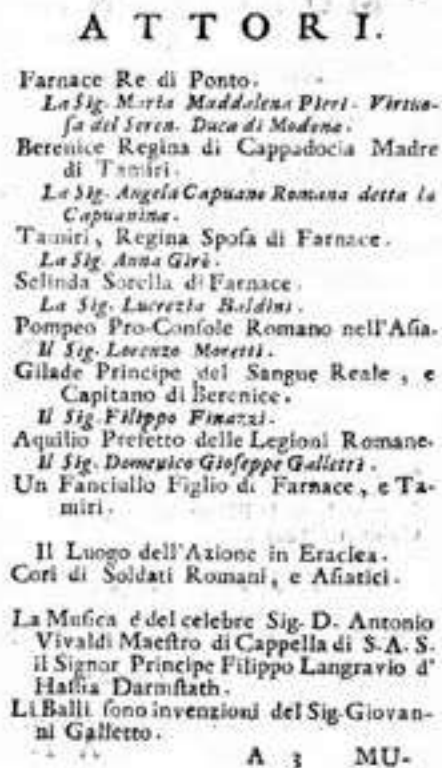 ATTORI.
Farnace Re di Ponto.
La Sig. Maria Maddalena Pieri. Virtuo-
ſa del Seren. Duca di Modona.
Berenice Regina di Cappadocia Madre
di Tamiri.
La Sig. Angela Capuano Romana detta la
Capuanina.
Tamiri, Regina Spoſa di Farnace.
La Sig. Anna Girò.
Selinda Sorella di Farnace.
La Sig. Lucrezia Baldini.
Pompeo Pro-Conſole Romano nell'Aſia.
Il Sig. Lorenzo Moretti.
Gilade Principe del Sangue Reale, e
Capitano di Berenice.
Il Sig. Filippo Finazzi.
Aquilio Prefetto delle Legioni Romane.
Il Sig. Domenico Gioſeppe Galletti.
Un Fanciullo Figlio di Farnace, e Ta-
miri.
Il Luogo dell'Azione in Eraclea.
Cori di Soldati Romani, e Aſiatici.
La Muſica é del celebre Sig. D. Antonio
Vivaldi Maeſtro di Cappella di S. A. S.
il Signor Principe Filippo Langravio d'
Haſſia Darmſtath.
Li Balli ſono invenzioni del Sig. Giovan-
ni Galletto.
A 3 MU-